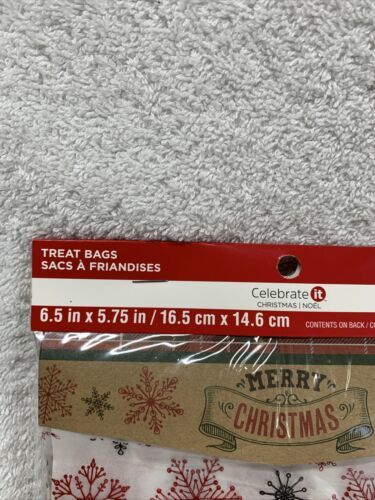 TREAT BAGS
SACS À FRIANDISES
Celebrate it
CHRISTMAS | NOËL
6.5 in x 5.75 in / 16.5 cm x 14.6 cm
CONTENTS ON BACK /
MERRY
CHRISTMAS